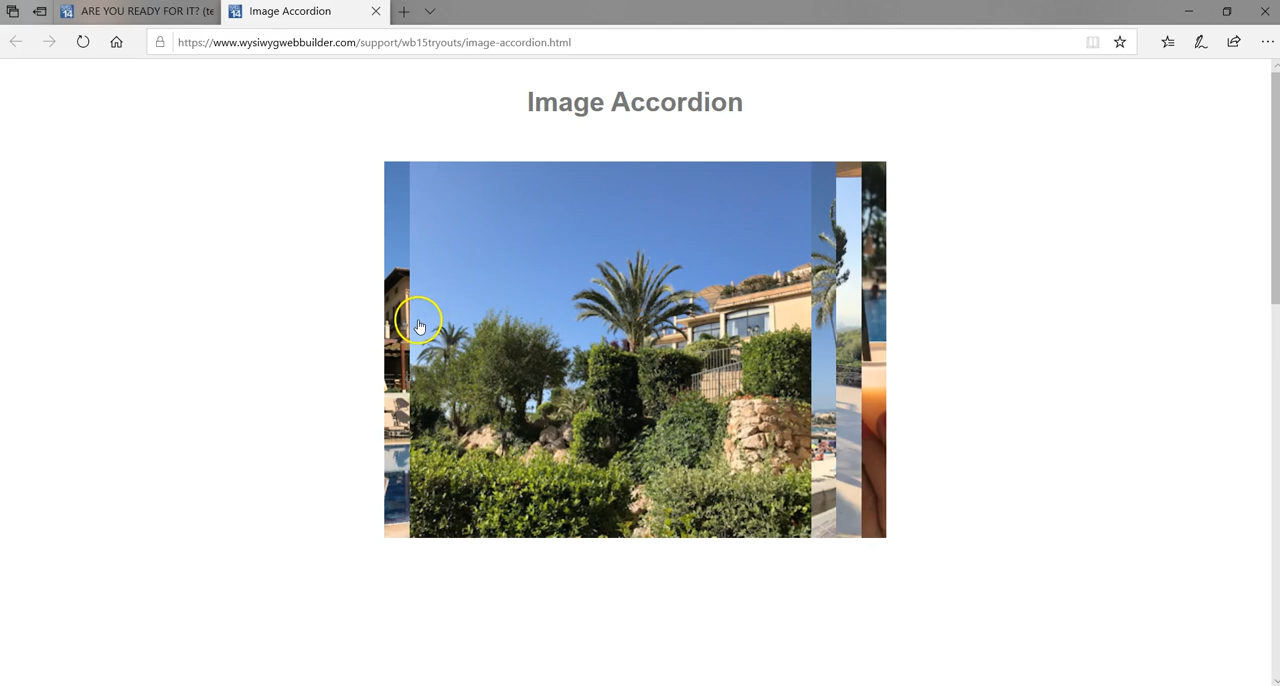 ARE YOU READY FOR IT? (te
Image Accordion
https://www.wysiwygwebbuilder.com/support/wb15tryouts/image-accordion.html
Image Accordion